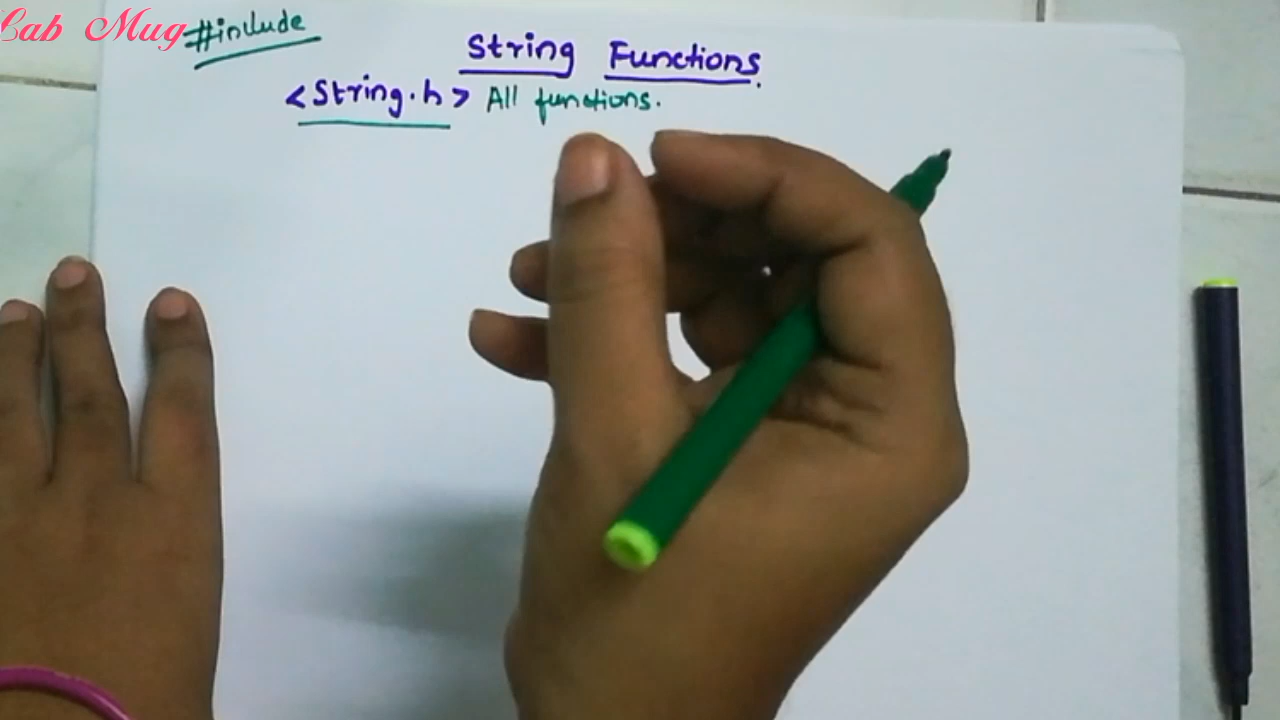 Lab Mug
#include
String Functions.
<String.h> All functions.